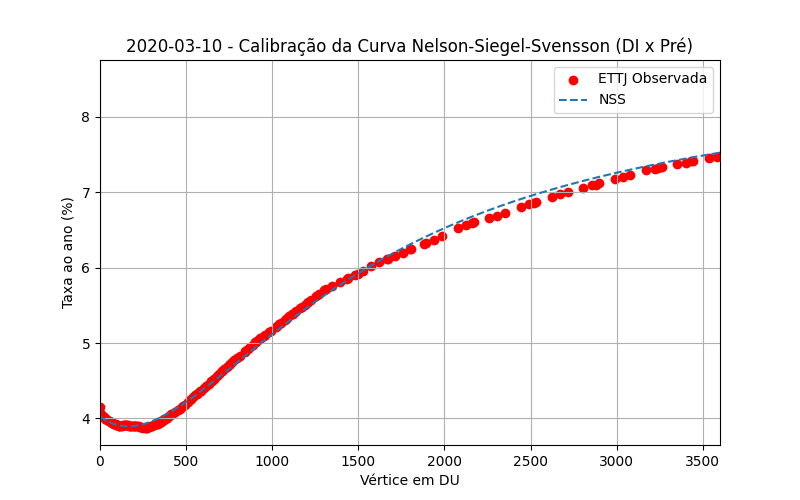 2020-03-10 - Calibração da Curva Nelson-Siegel-Svensson (DI x Pré)
ETTJ Observada
NSS
Taxa ao ano (%)
8
7
6
5
4
0 500 1000 1500 2000 2500 3000 3500
Vértice em DU